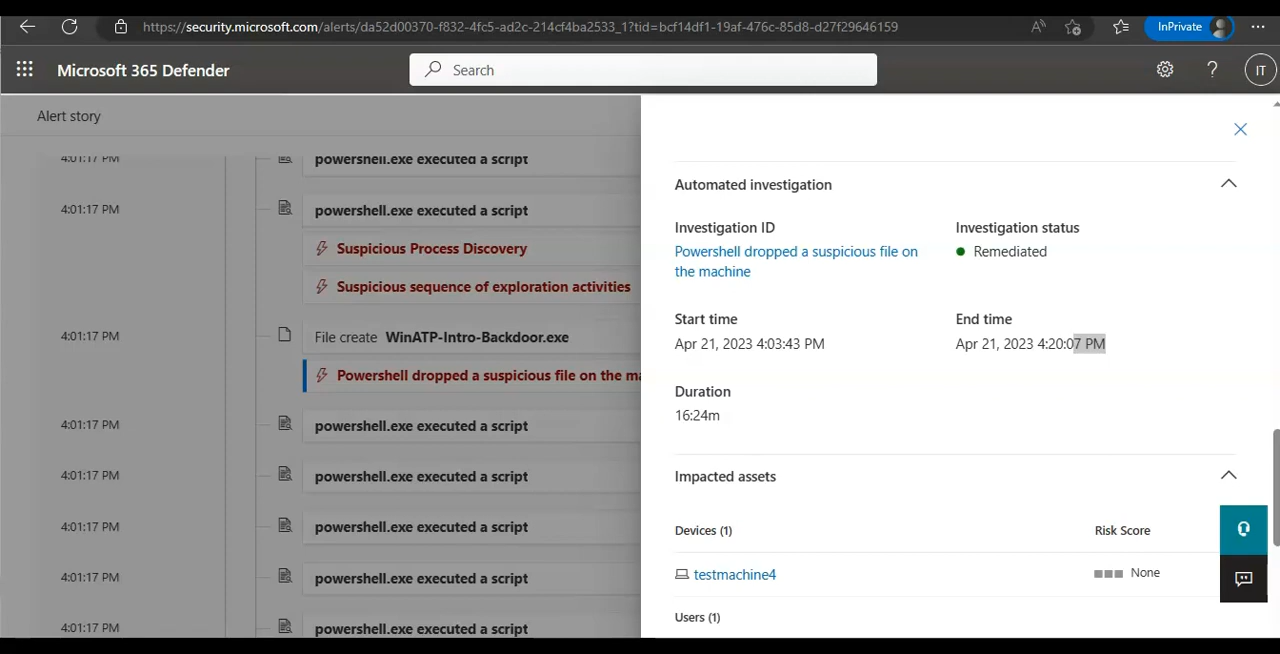 https://security.microsoft.com/alerts/da52d00370-f832-4fc5-ad2c-214cf4ba2533_1?tid=bcf14df1-19af-476c-85d8-d27f29646159
InPrivate
Microsoft 365 Defender
Search
?
IT
Alert story
4:01:17 PM
powershell.exe executed a script
4:01:17 PM
powershell.exe executed a script
Suspicious Process Discovery
Suspicious sequence of exploration activities
4:01:17 PM
File create WinATP-Intro-Backdoor.exe
Powershell dropped a suspicious file on the
4:01:17 PM
powershell.exe executed a script
4:01:17 PM
powershell.exe executed a script
4:01:17 PM
powershell.exe executed a script
4:01:17 PM
powershell.exe executed a script
4:01:17 PM
powershell.exe executed a script
Automated investigation
Investigation ID
Powershell dropped a suspicious file on
the machine
Investigation status
Remediated
Start time
Apr 21, 2023 4:03:43 PM
End time
Apr 21, 2023 4:20:07 PM
Duration
16:24m
Impacted assets
Devices (1)
Risk Score
testmachine4
None
Users (1)